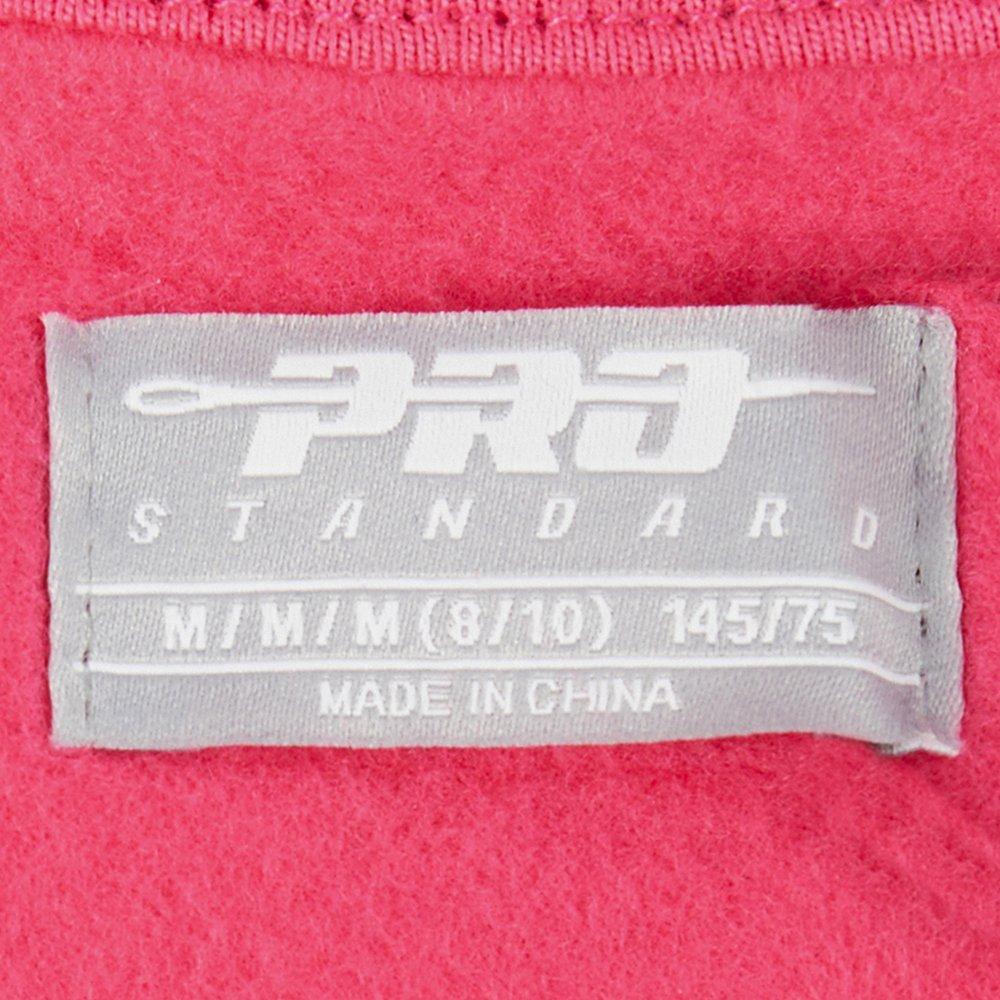 PRO
STANDARD
M/M/M (8/10) 145/75
MADE IN CHINA